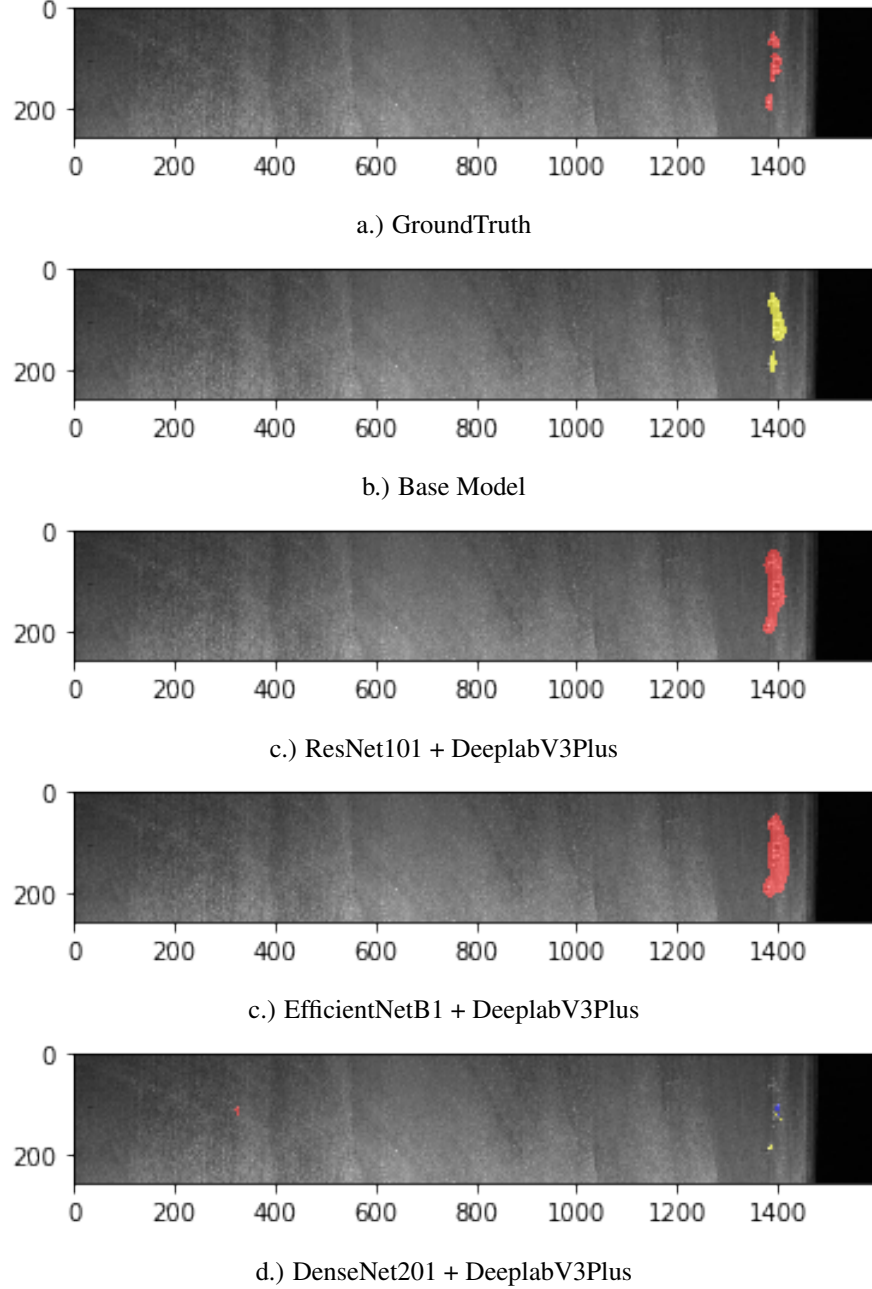 0
200
0 200 400 600 800 1000 1200 1400
a.) GroundTruth
0
200
0 200 400 600 800 1000 1200 1400
b.) Base Model
0
200
0 200 400 600 800 1000 1200 1400
c.) ResNet101 + DeeplabV3Plus
0
200
0 200 400 600 800 1000 1200 1400
c.) EfficientNetB1 + DeeplabV3Plus
0
200
0 200 400 600 800 1000 1200 1400
d.) DenseNet201 + DeeplabV3Plus